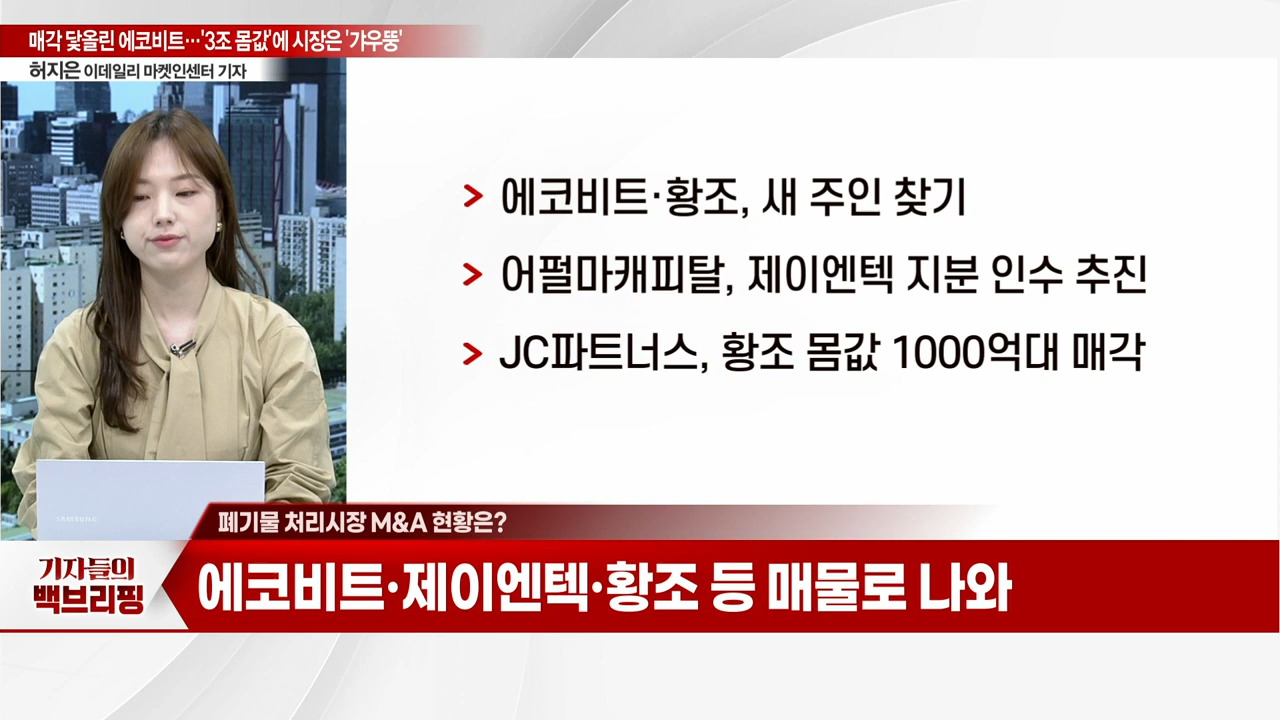 매각 닻올린 에코비트…'3조 몸값'에 시장은 '갸우뚱'
허지은 이데일리 마켓인센터 기자
> 에코비트·황조, 새 주인 찾기
> 어펄마캐피탈, 제이엔텍 지분 인수 추진
> JC파트너스, 황조 몸값 1000억대 매각
SAMSUNG
폐기물 처리시장 M&A 현황은?
기자들의
백브리핑
에코비트·제이엔텍·황조 등 매물로 나와